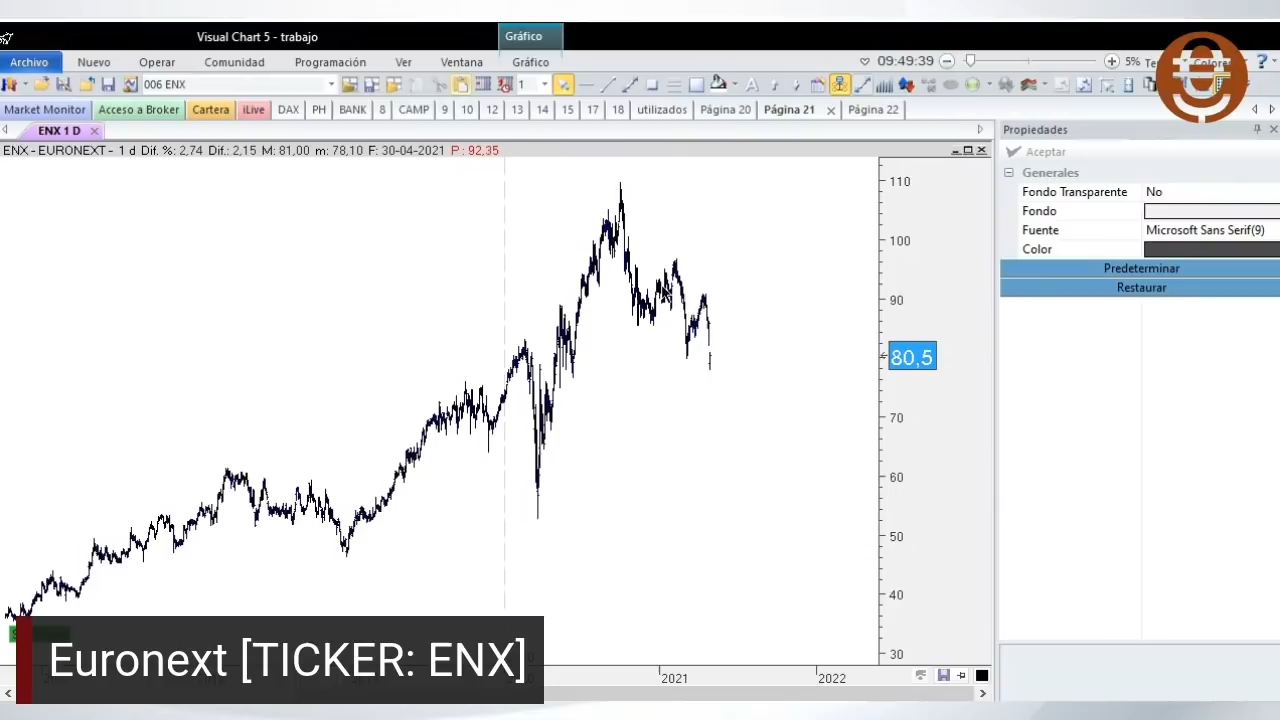 Visual Chart 5 - trabajo
Gráfico
Archivo Nuevo Operar Comunidad Programación Ver Ventana Gráfico
09:49:39 5% Colores ?
006 ENX 1
Market Monitor Acceso a Broker Cartera iLive DAX PH BANK 8 CAMP 9 10 12 13 14 15 17 18 utilizados Página 20 Página 21 Página 22
ENX 1 D
ENX - EURONEXT - 1 d Dif. %: 2,74 Dif.: 2,15 M: 81,00 m: 78,10 F: 30-04-2021 P: 92,35
Propiedades
Aceptar
Generales
Fondo Transparente No
Fondo
Fuente Microsoft Sans Serif(9)
Color
Predeterminar
Restaurar
110
100
90
80,5
70
60
50
40
30
2021
2022
Euronext [TICKER: ENX]